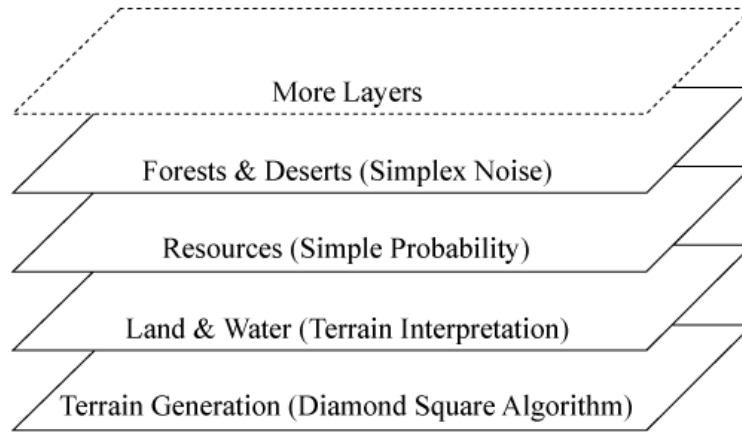 More Layers
Forests & Deserts (Simplex Noise)
Resources (Simple Probability)
Land & Water (Terrain Interpretation)
Terrain Generation (Diamond Square Algorithm)